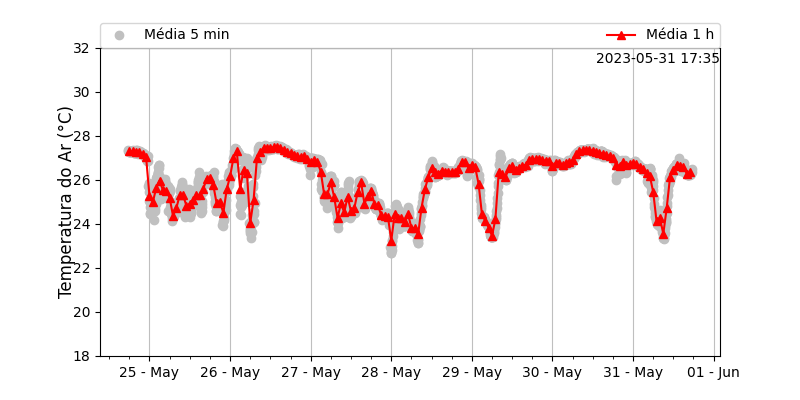 Média 5 min
Média 1 h
2023-05-31 17:35
Temperatura do Ar (°C)
32
30
28
26
24
22
20
18
25 - May
26 - May
27 - May
28 - May
29 - May
30 - May
31 - May
01 - Jun